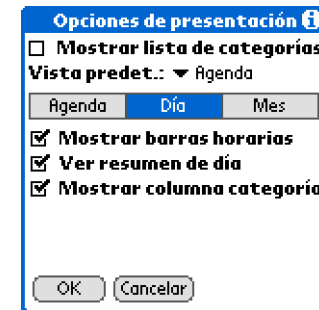 Opciones de presentación
Mostrar lista de categorías
Vista predet.: Agenda
Agenda Día Mes
Mostrar barras horarias
Ver resumen de día
Mostrar columna categoría
OK Cancelar